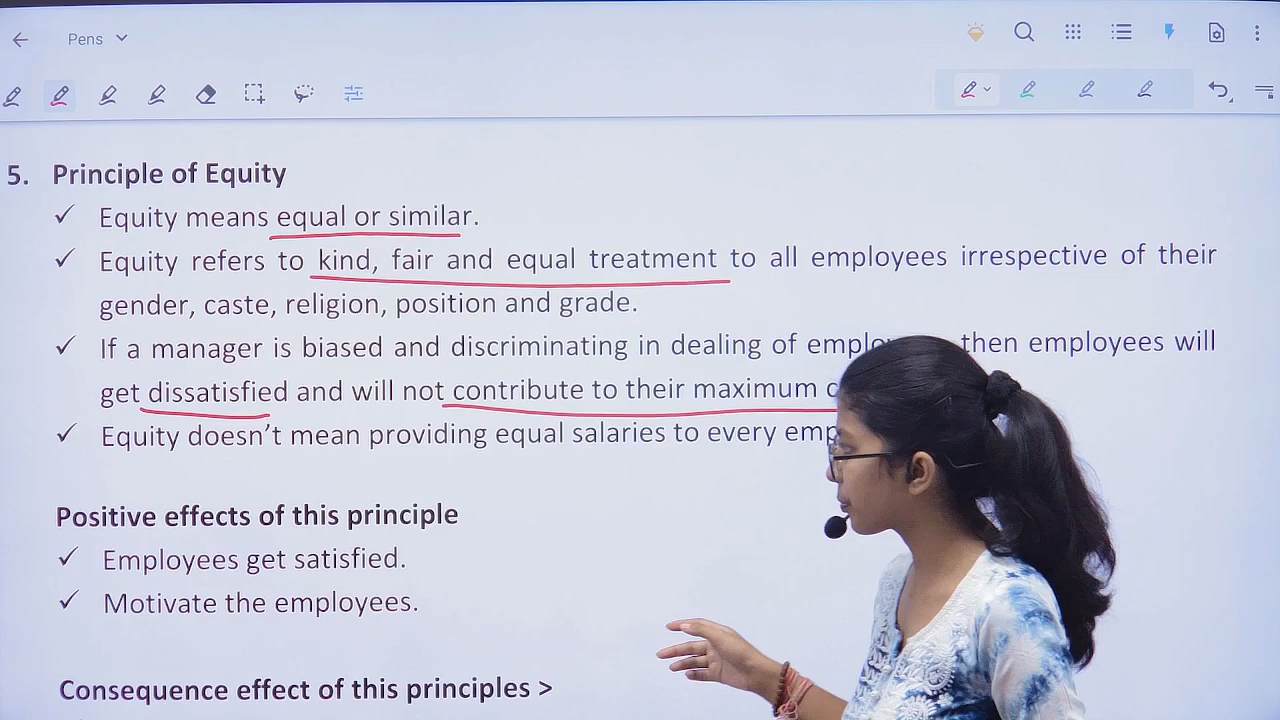 Pens
5. Principle of Equity
✓ Equity means equal or similar.
✓ Equity refers to kind, fair and equal treatment to all employees irrespective of their
gender, caste, religion, position and grade.
✓ If a manager is biased and discriminating in dealing of then employees will
get dissatisfied and will not contribute to their maximum
✓ Equity doesn't mean providing equal salaries to every
Positive effects of this principle
✓ Employees get satisfied.
✓ Motivate the employees.
Consequence effect of this principles >